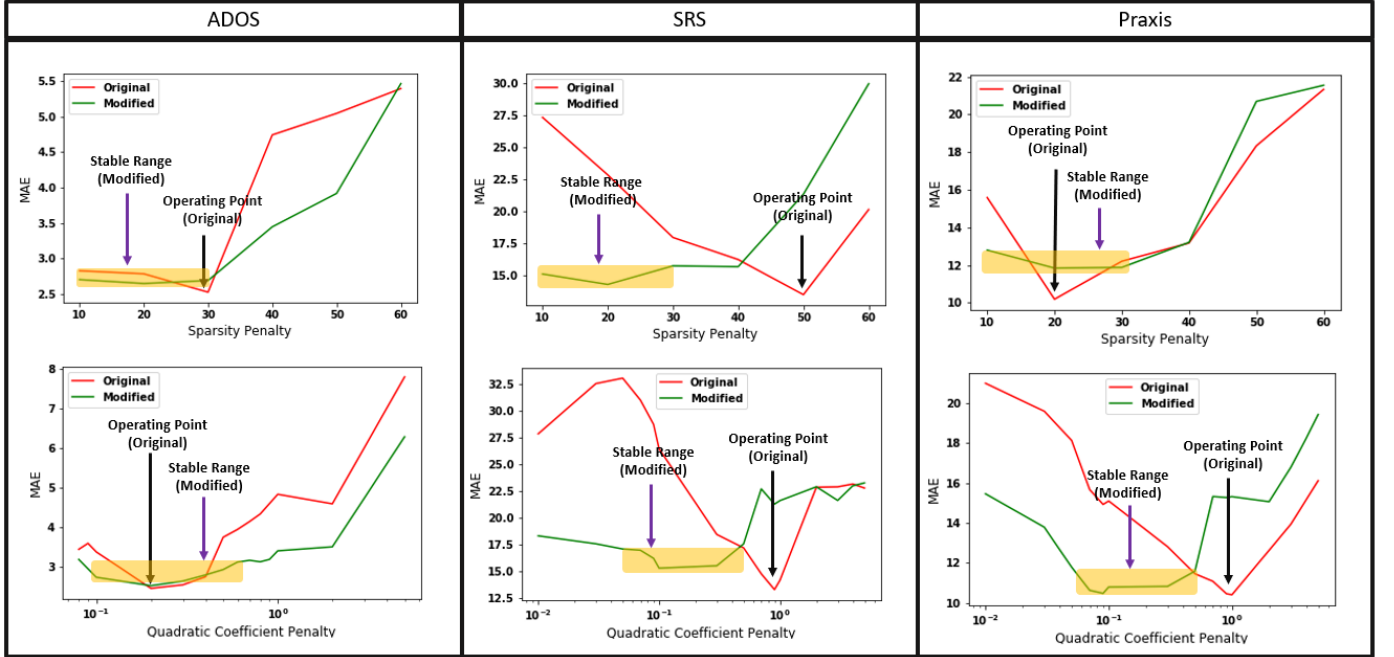 ADOS
SRS
Praxis
Original
Modified
Stable Range
(Modified)
Operating Point
(Original)
MAE
5.5
5.0
4.5
4.0
3.5
3.0
2.5
10
20
30
40
50
60
Sparsity Penalty
Original
Modified
Stable Range
(Modified)
Operating Point
(Original)
MAE
30.0
27.5
25.0
22.5
20.0
17.5
15.0
10
20
30
40
50
60
Sparsity Penalty
Original
Modified
Operating Point
(Original)
Stable Range
(Modified)
MAE
22
20
18
16
14
12
10
10
20
30
40
50
60
Sparsity Penalty
Original
Modified
Operating Point
(Original)
Stable Range
(Modified)
MAE
8
7
6
5
4
3
10⁻¹
10⁰
Quadratic Coefficient Penalty
Original
Modified
Stable Range
(Modified)
Operating Point
(Original)
MAE
32.5
30.0
27.5
25.0
22.5
20.0
17.5
15.0
12.5
10⁻²
10⁻¹
10⁰
Quadratic Coefficient Penalty
Original
Modified
Stable Range
(Modified)
Operating Point
(Original)
MAE
20
18
16
14
12
10
10⁻²
10⁻¹
10⁰
Quadratic Coefficient Penalty